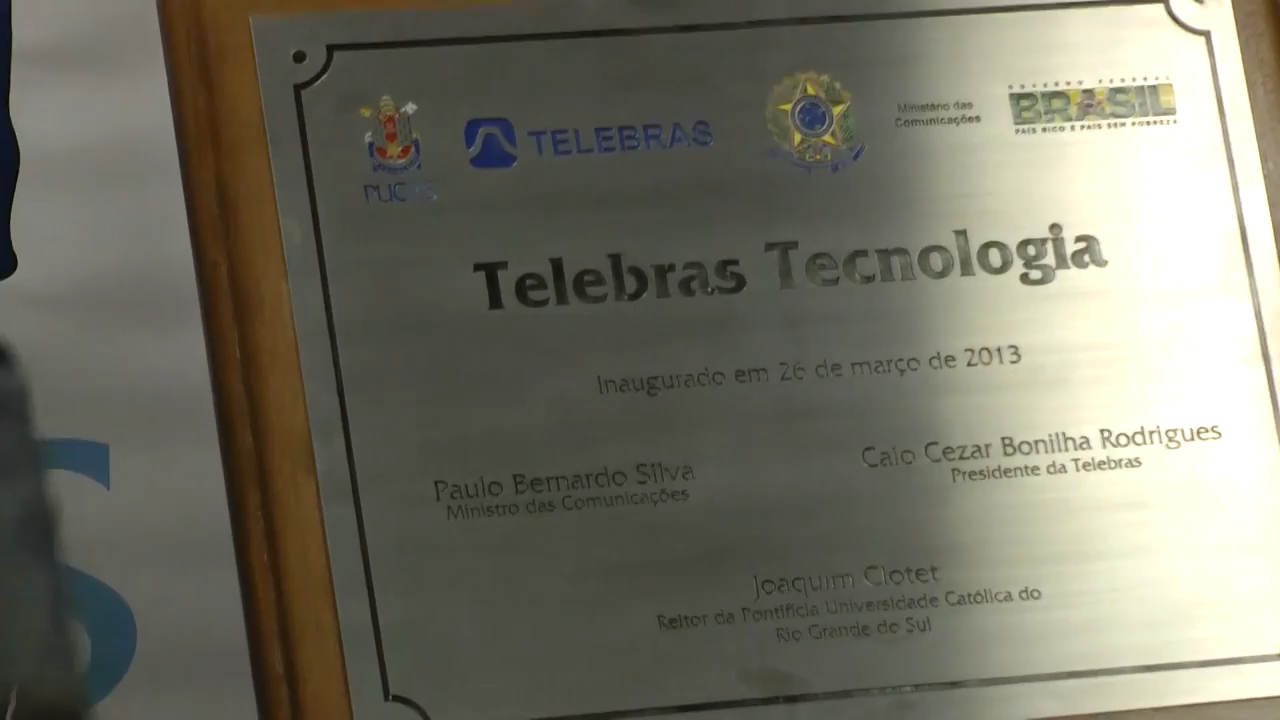 PUCRS
TELEBRAS
Ministério das
Comunicações
GOVERNO FEDERAL
BRASIL
PAÍS RICO É PAÍS SEM POBREZA
Telebras Tecnologia
Inaugurado em 26 de março de 2013
Paulo Bernardo Silva
Ministro das Comunicações
Caio Cezar Bonilha Rodrigues
Presidente da Telebras
Joaquim Clotet
Reitor da Pontifícia Universidade Católica do
Rio Grande do Sul
S